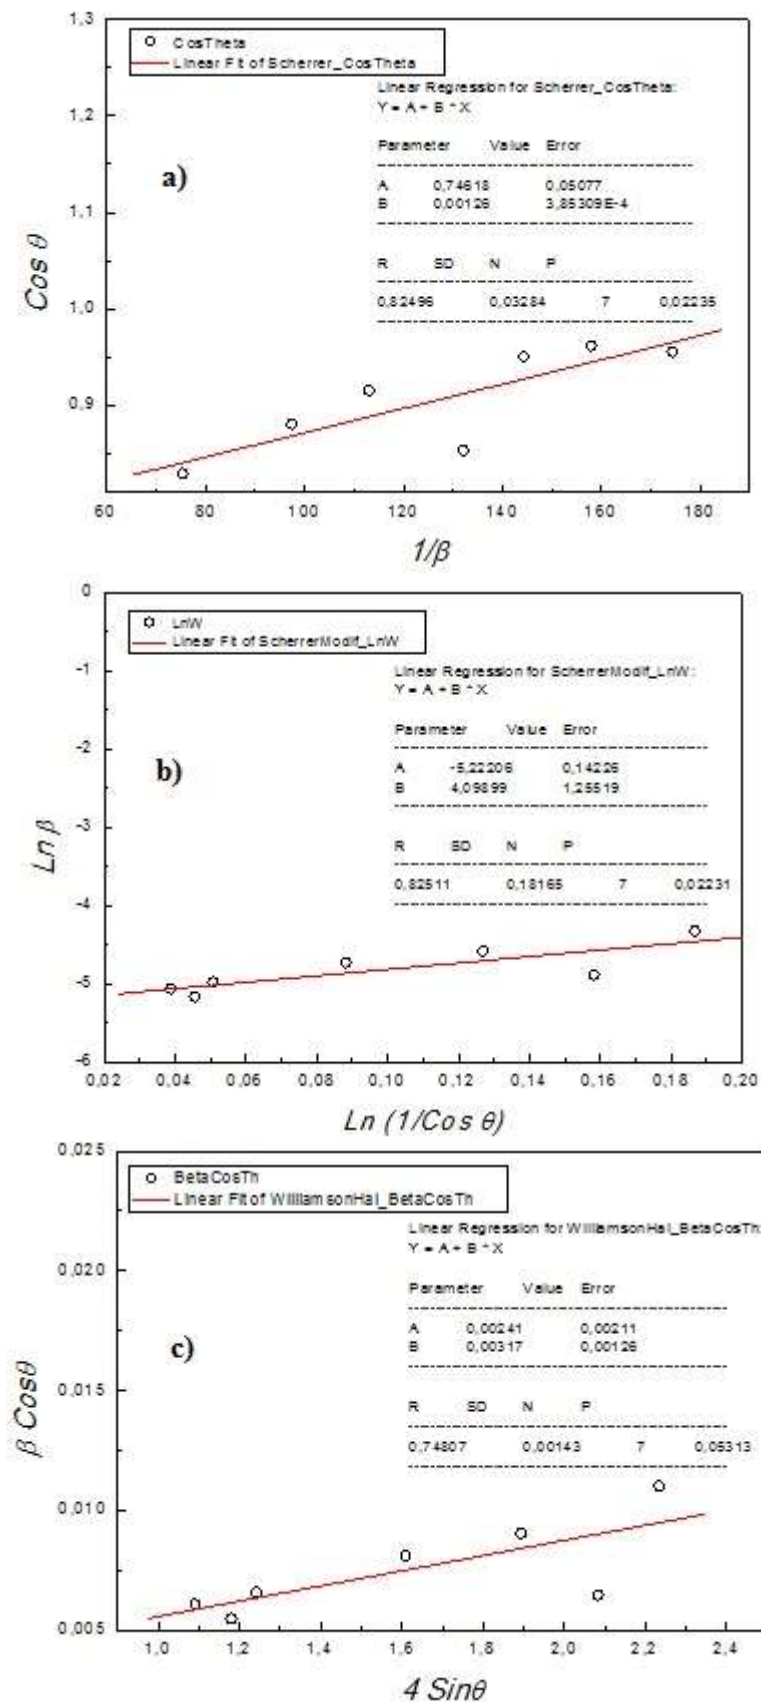 1,3
1,2
1,1
1,0
0,9
Cos θ
CosTheta
Linear Fit of Scherrer_CosTheta
Linear Regression for Scherrer_CosTheta:
Y = A + B * X
Parameter Value Error
A 0,74618 0,05077
B 0,00126 3,85309E-4
R SD N P
0,82496 0,03284 7 0,02235
a)
60 80 100 120 140 160 180
1/β
0
-1
-2
-3
-4
-5
-6
Ln β
LnW
Linear Fit of ScherrerModif_LnW
Linear Regression for ScherrerModif_LnW:
Y = A + B * X
Parameter Value Error
A -5,22206 0,14226
B 4,09899 1,25519
R SD N P
0,82511 0,18165 7 0,02231
b)
0,02 0,04 0,06 0,08 0,10 0,12 0,14 0,16 0,18 0,20
Ln (1/Cos θ)
0,025
0,020
0,015
0,010
0,005
β Cosθ
BetaCosTh
Linear Fit of WilliamsonHal_BetaCosTh
Linear Regression for WilliamsonHal_BetaCosTh:
Y = A + B * X
Parameter Value Error
A 0,00241 0,00211
B 0,00317 0,00126
R SD N P
0,74807 0,00143 7 0,05313
c)
1,0 1,2 1,4 1,6 1,8 2,0 2,2 2,4
4 Sinθ